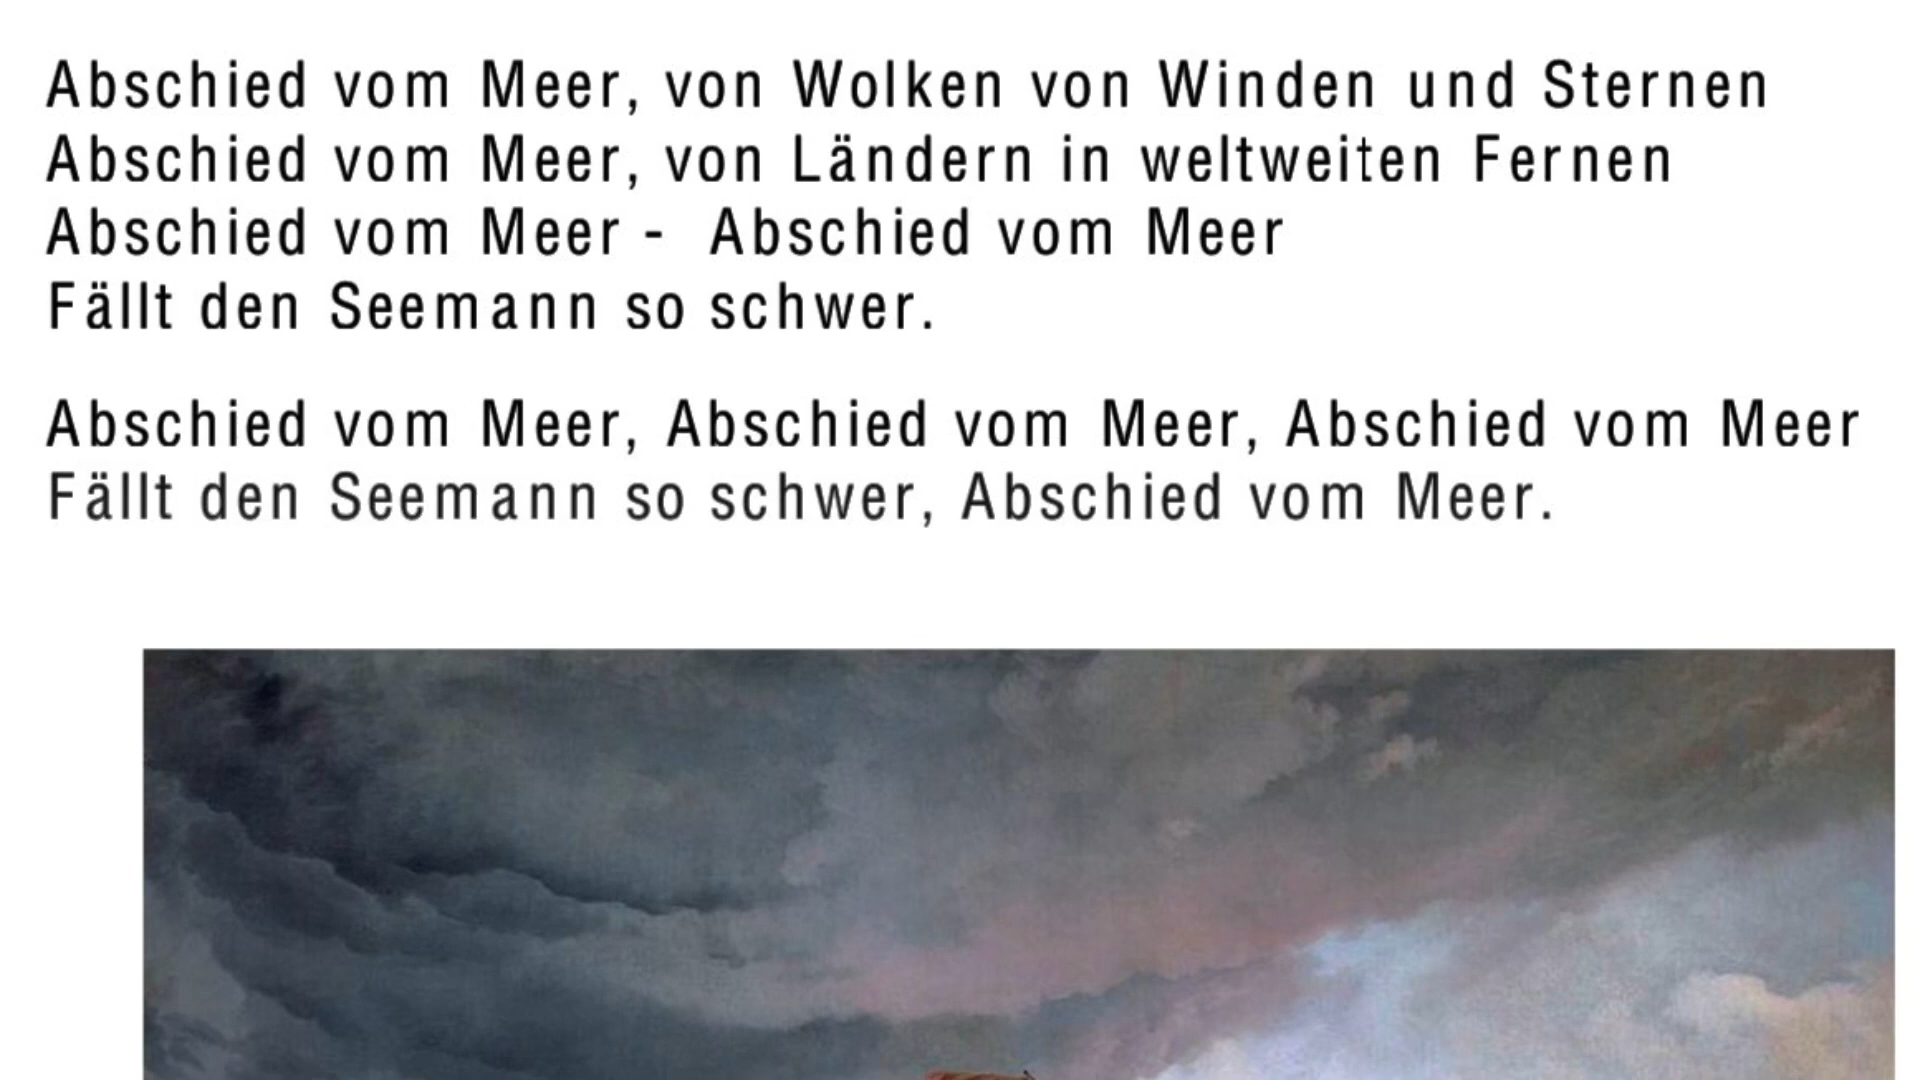 Abschied vom Meer, von Wolken von Winden und Sternen
Abschied vom Meer, von Ländern in weltweiten Fernen
Abschied vom Meer - Abschied vom Meer
Fällt den Seemann so schwer.
Abschied vom Meer, Abschied vom Meer, Abschied vom Meer
Fällt den Seemann so schwer, Abschied vom Meer.